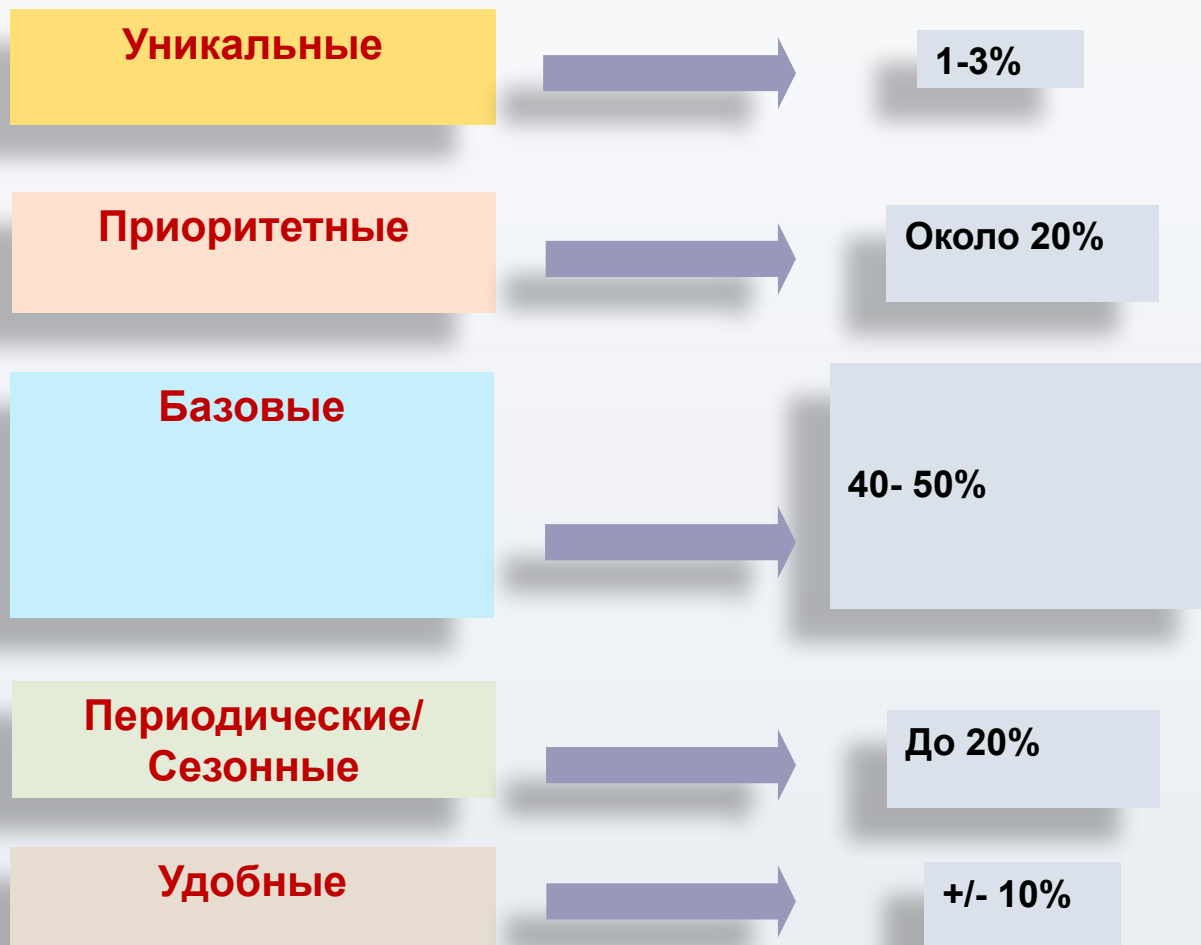 Уникальные
1-3%
Приоритетные
Около 20%
Базовые
40- 50%
Периодические/
Сезонные
До 20%
Удобные
+/- 10%